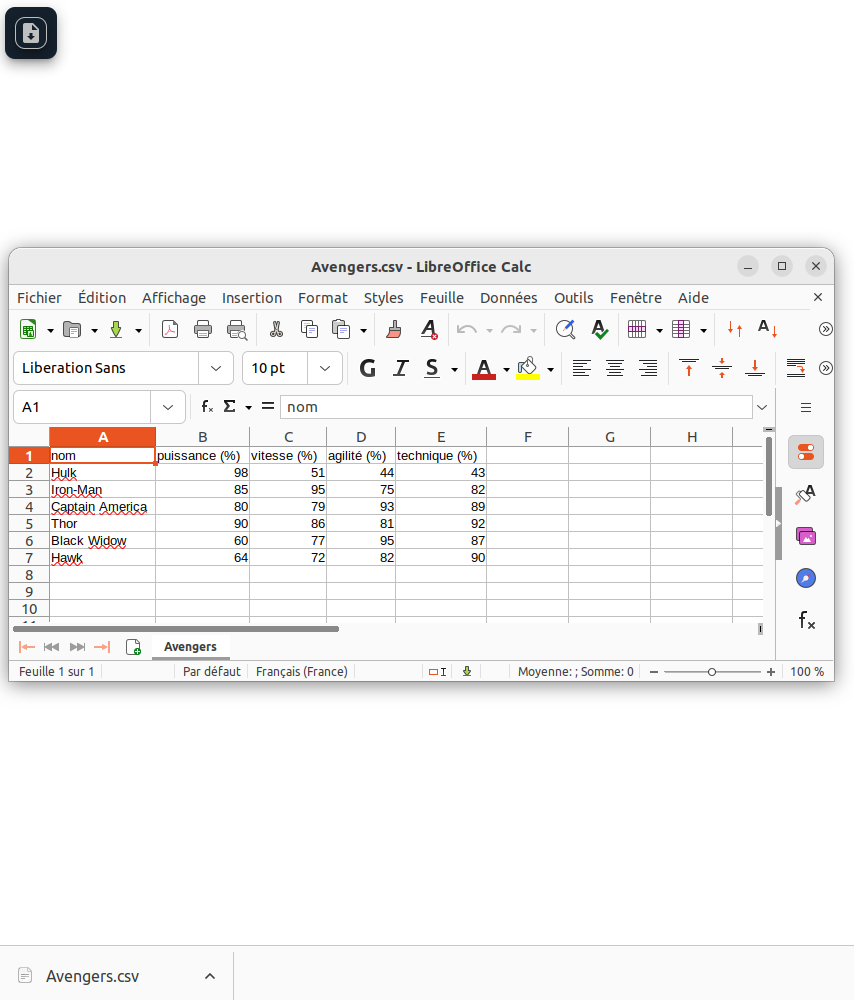 Avengers.csv - LibreOffice Calc
Fichier Édition Affichage Insertion Format Styles Feuille Données Outils Fenêtre Aide
Liberation Sans 10 pt G I S A
A1 fx Σ = nom
A B C D E F G H
1 nom puissance (%) vitesse (%) agilité (%) technique (%)
2 Hulk 98 51 44 43
3 Iron-Man 85 95 75 82
4 Captain America 80 79 93 89
5 Thor 90 86 81 92
6 Black Widow 60 77 95 87
7 Hawk 64 72 82 90
8
9
10
11
Avengers
Feuille 1 sur 1 Par défaut Français (France) Moyenne: ; Somme: 0 100 %
Avengers.csv